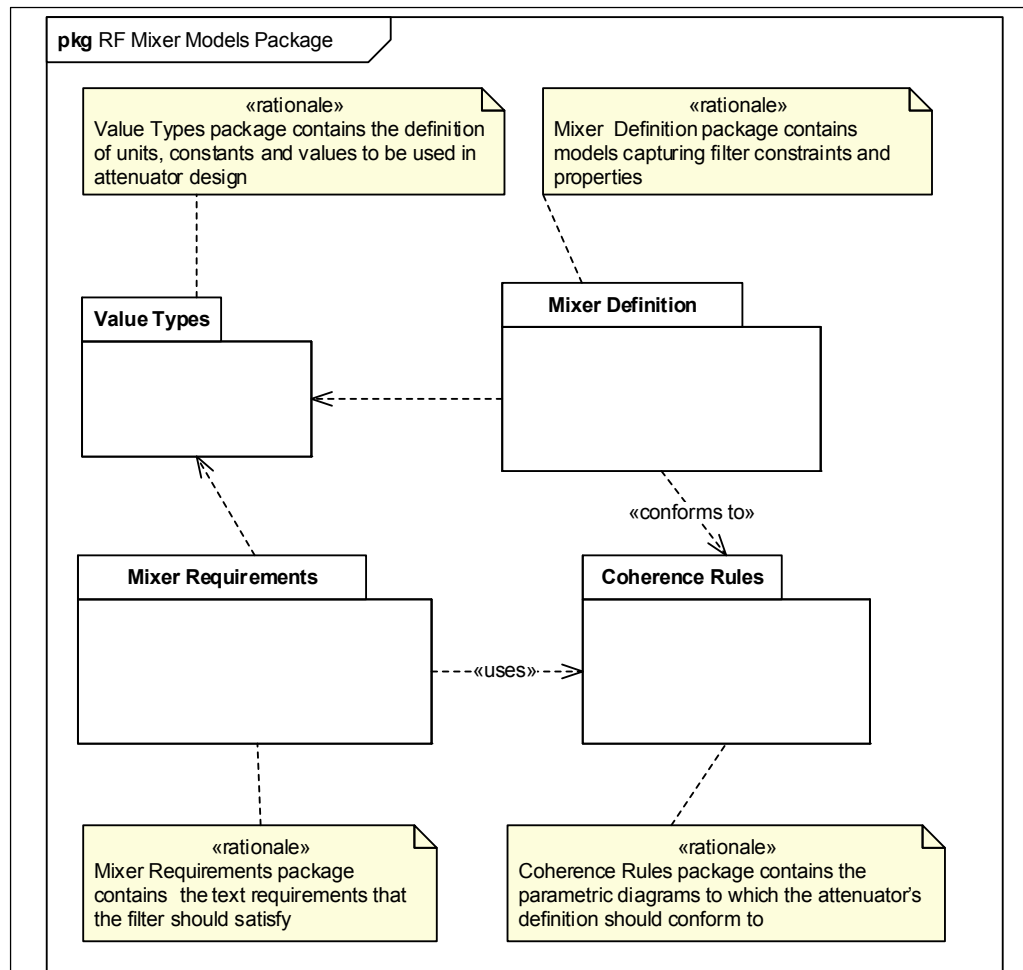 pkg RF Mixer Models Package
«rationale»
Value Types package contains the definition
of units, constants and values to be used in
attenuator design
«rationale»
Mixer Definition package contains
models capturing filter constraints and
properties
Value Types
Mixer Definition
«conforms to»
Mixer Requirements
Coherence Rules
«uses»
«rationale»
Mixer Requirements package
contains the text requirements that
the filter should satisfy
«rationale»
Coherence Rules package contains the
parametric diagrams to which the attenuator's
definition should conform to